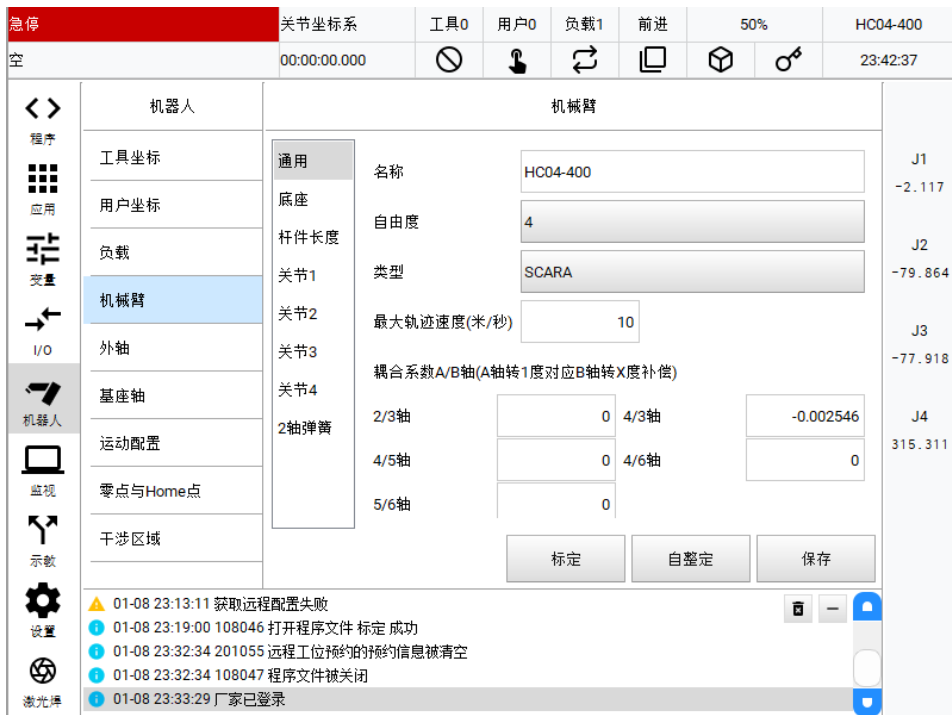 急停 关节坐标系 工具0 用户0 负载1 前进 50% HC04-400
空 00:00:00.000 23:42:37
程序
应用
变量
I/O
机器人
监视
示教
设置
激光焊
机器人
工具坐标
用户坐标
负载
机械臂
外轴
基座轴
运动配置
零点与Home点
干涉区域
机械臂
通用
底座
杆件长度
关节1
关节2
关节3
关节4
2轴弹簧
名称 HC04-400
自由度 4
类型 SCARA
最大轨迹速度(米/秒) 10
耦合系数A/B轴(A轴转1度对应B轴转X度补偿)
2/3轴 0 4/3轴 -0.002546
4/5轴 0 4/6轴 0
5/6轴 0
标定 自整定 保存
J1
-2.117
J2
-79.864
J3
-77.918
J4
315.311
01-08 23:13:11 获取远程配置失败
01-08 23:19:00 108046 打开程序文件 标定 成功
01-08 23:32:34 201055 远程工位预约的预约信息被清空
01-08 23:32:34 108047 程序文件被关闭
01-08 23:33:29 厂家已登录